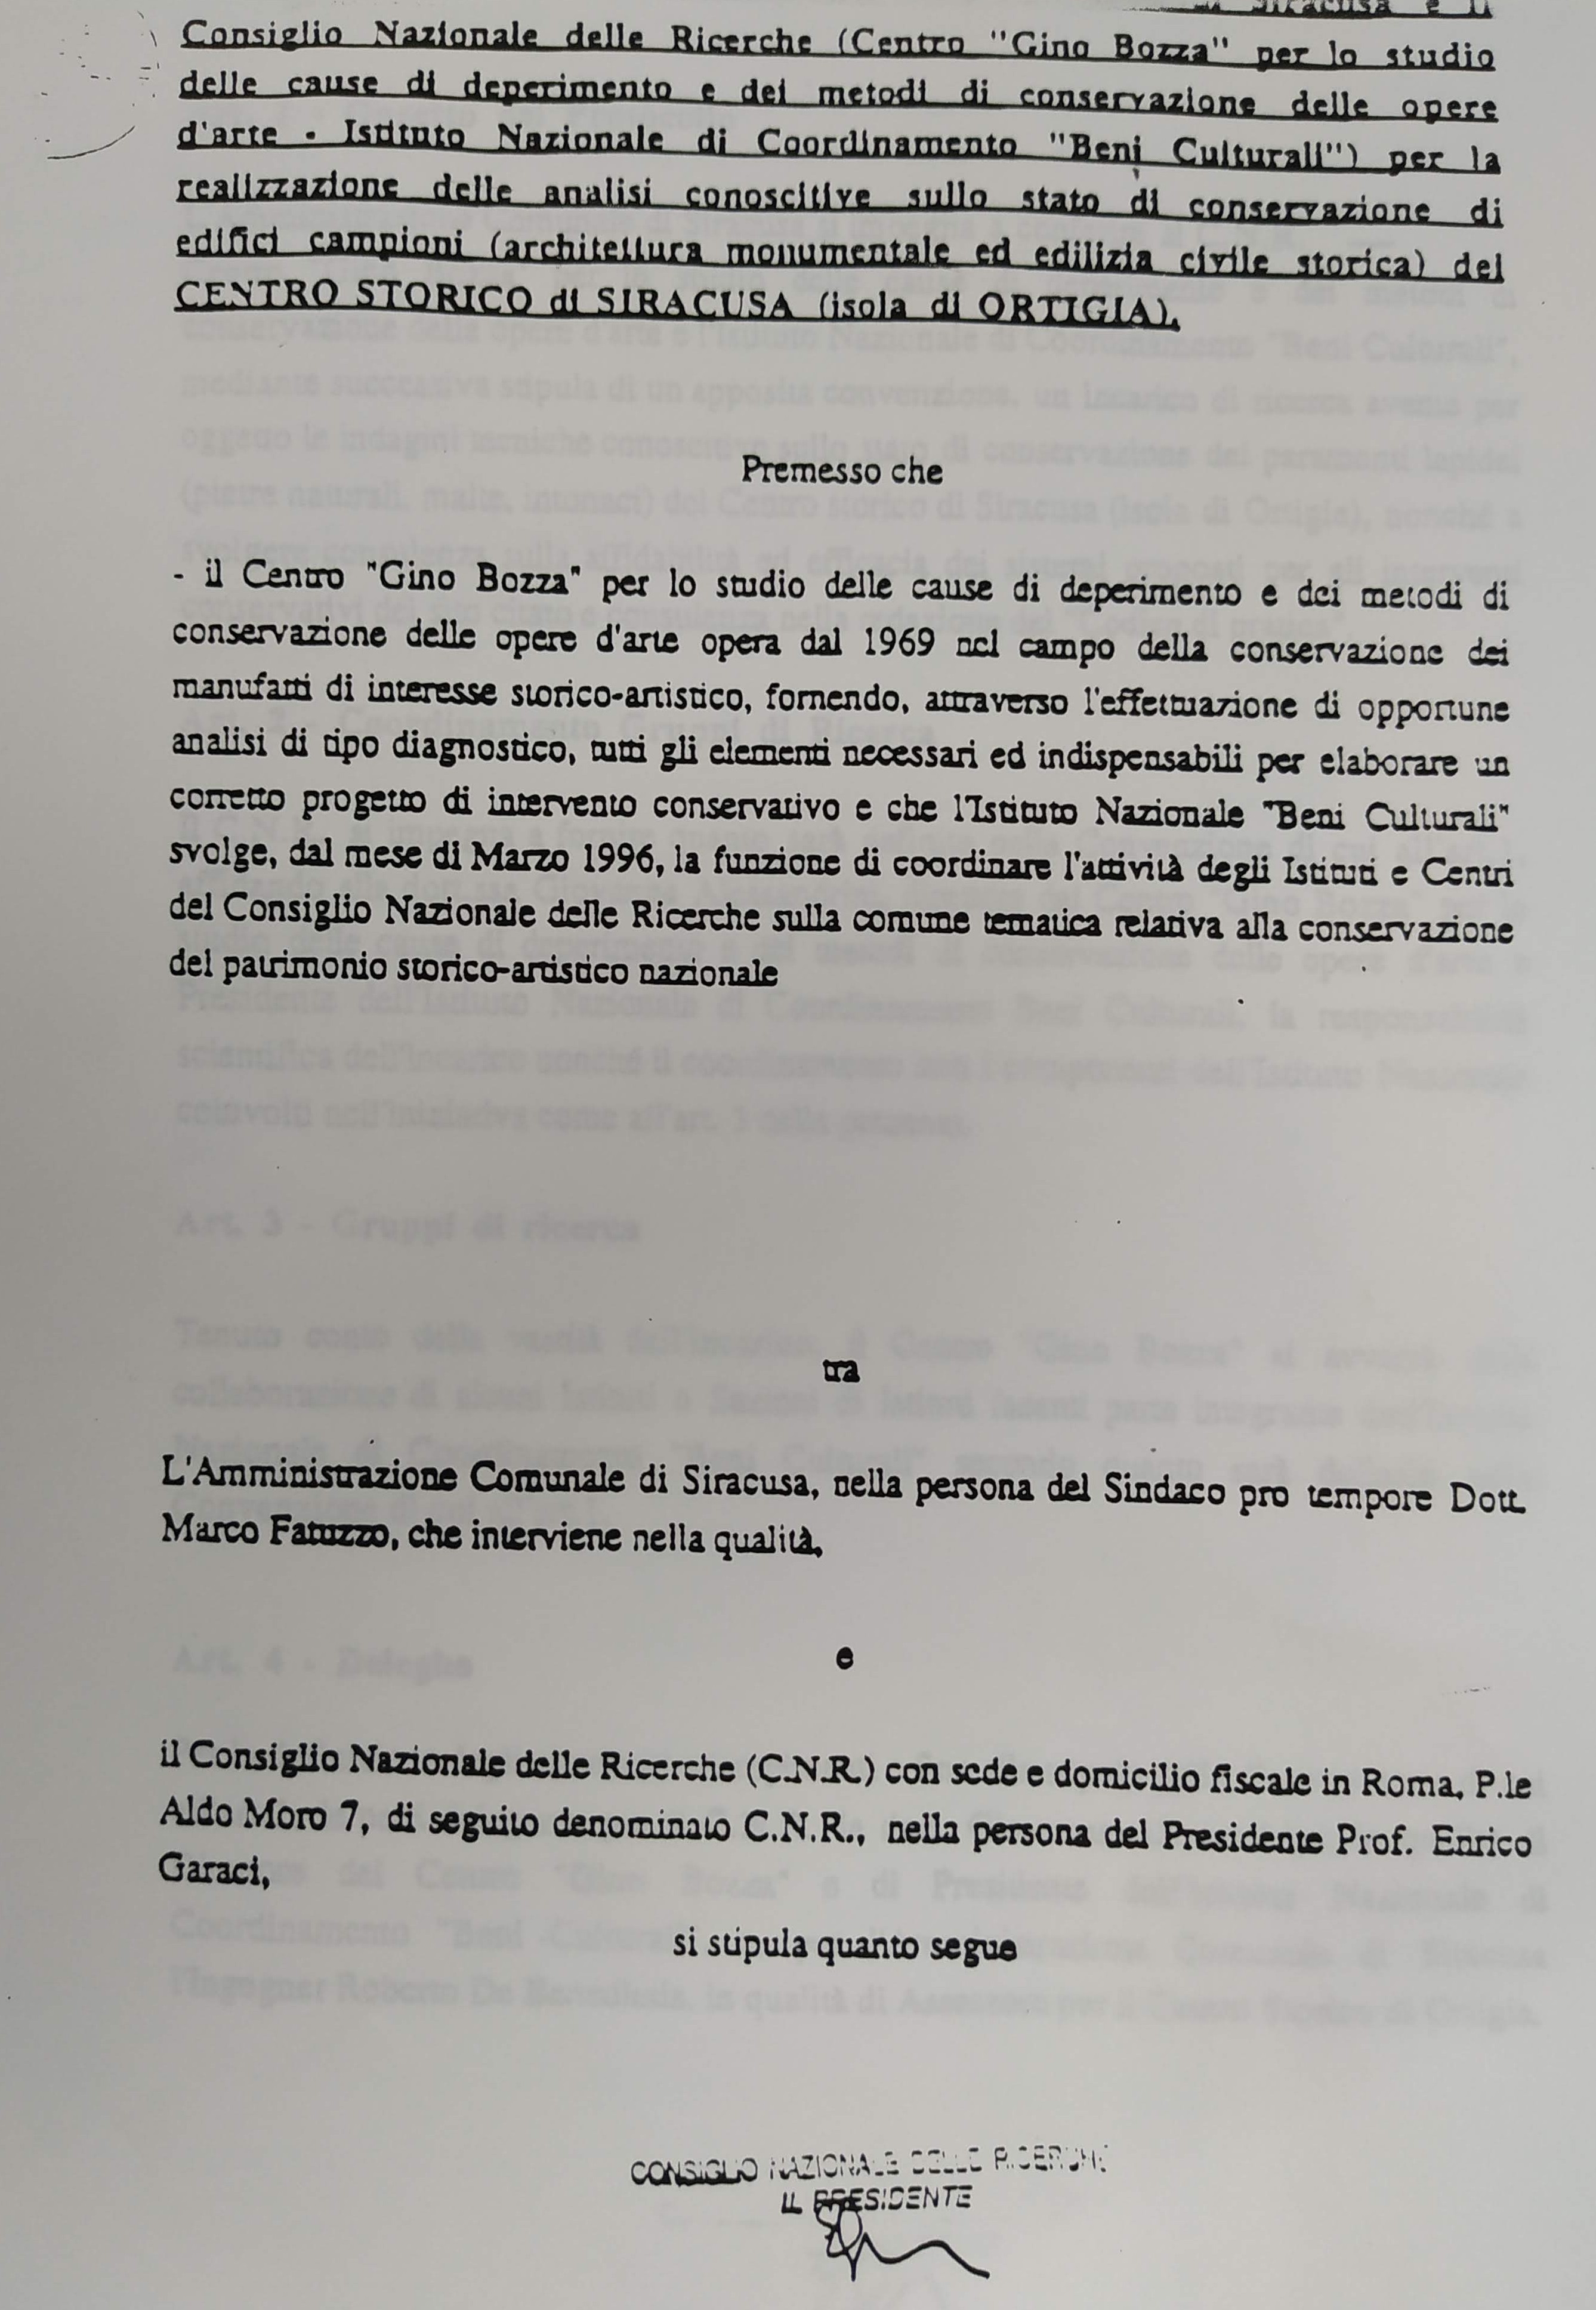 Siracusa e il
Consiglio Nazionale delle Ricerche (Centro "Gino Bozza" per lo studio
delle cause di deperimento e dei metodi di conservazione delle opere
d'arte - Istituto Nazionale di Coordinamento "Beni Culturali") per la
realizzazione delle analisi conoscitive sullo stato di conservazione di
edifici campioni (architettura monumentale ed edilizia civile storica) del
CENTRO STORICO di SIRACUSA (isola di ORTIGIA).
Premesso che
- il Centro "Gino Bozza" per lo studio delle cause di deperimento e dei metodi di
conservazione delle opere d'arte opera dal 1969 nel campo della conservazione dei
manufatti di interesse storico-artistico, fornendo, attraverso l'effettuazione di opportune
analisi di tipo diagnostico, tutti gli elementi necessari ed indispensabili per elaborare un
corretto progetto di intervento conservativo e che l'Istituto Nazionale "Beni Culturali"
svolge, dal mese di Marzo 1996, la funzione di coordinare l'attività degli Istituti e Centri
del Consiglio Nazionale delle Ricerche sulla comune tematica relativa alla conservazione
del patrimonio storico-artistico nazionale
tra
L'Amministrazione Comunale di Siracusa, nella persona del Sindaco pro tempore Dott.
Marco Fatuzzo, che interviene nella qualità,
e
il Consiglio Nazionale delle Ricerche (C.N.R.) con sede e domicilio fiscale in Roma, P.le
Aldo Moro 7, di seguito denominato C.N.R., nella persona del Presidente Prof. Enrico
Garaci,
si stipula quanto segue
CONSIGLIO NAZIONALE DELLE RICERCHE
IL PRESIDENTE